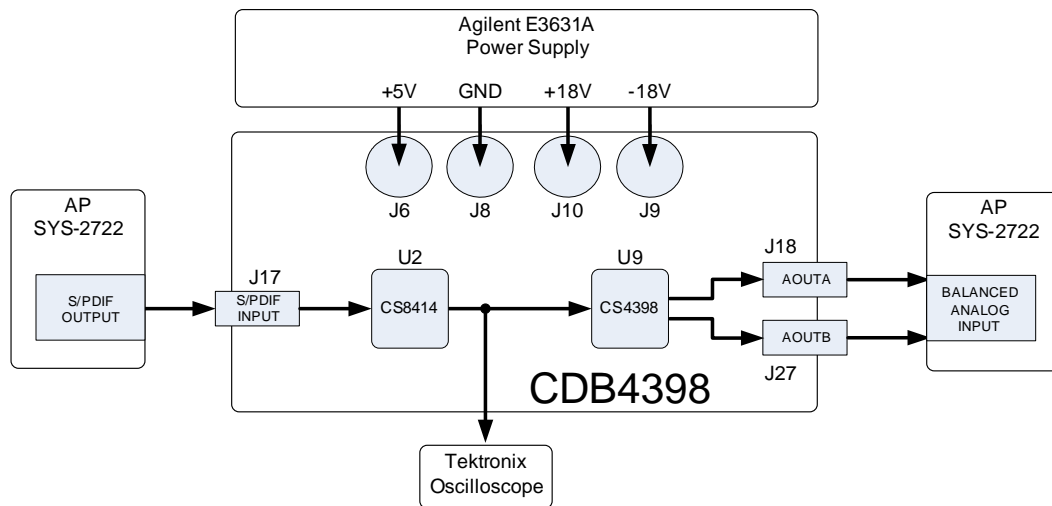 Agilent E3631A
Power Supply
+5V GND +18V -18V
J6 J8 J10 J9
AP
SYS-2722
S/PDIF
OUTPUT
J17
S/PDIF
INPUT
U2
CS8414
U9
CS4398
J18
AOUTA
AOUTB
J27
AP
SYS-2722
BALANCED
ANALOG
INPUT
CDB4398
Tektronix
Oscilloscope